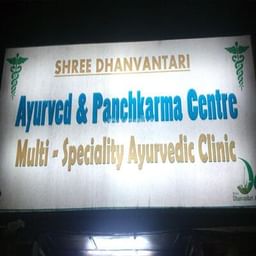 SHREE DHANVANTARI
Ayurved & Panchkarma Centre
Multi - Speciality Ayurvedic Clinic